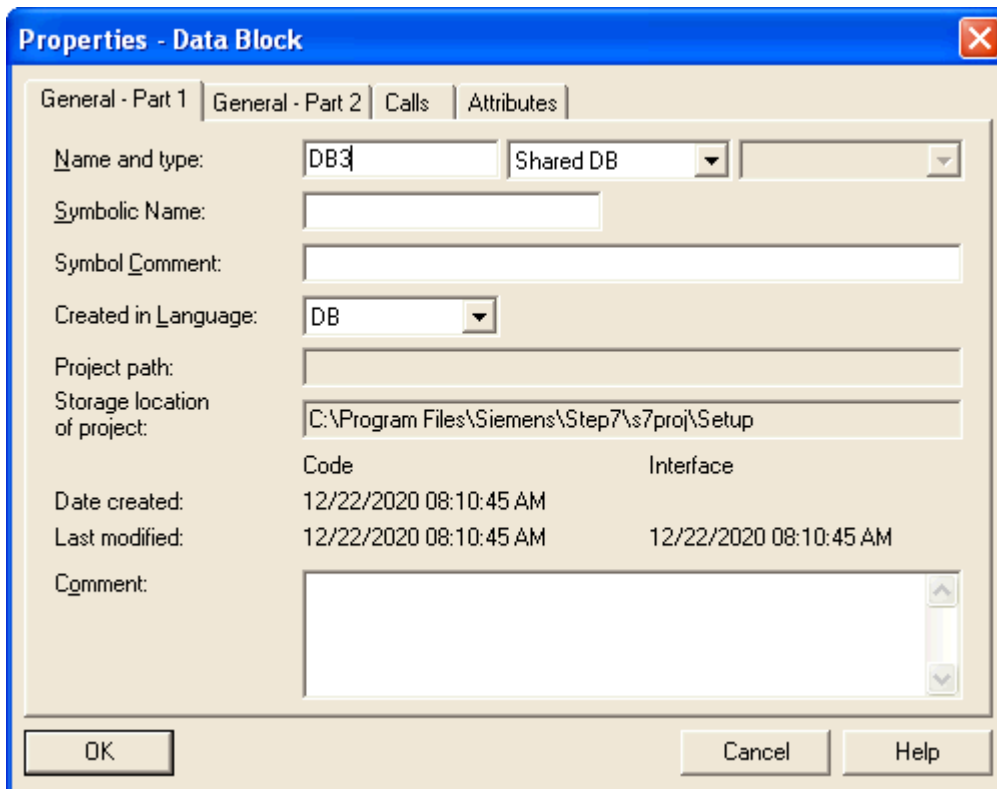 Properties - Data Block
General - Part 1 General - Part 2 Calls Attributes
Name and type: DB3 Shared DB
Symbolic Name:
Symbol Comment:
Created in Language: DB
Project path:
Storage location
of project: C:\Program Files\Siemens\Step7\s7proj\Setup
Code Interface
Date created: 12/22/2020 08:10:45 AM
Last modified: 12/22/2020 08:10:45 AM 12/22/2020 08:10:45 AM
Comment:
OK Cancel Help